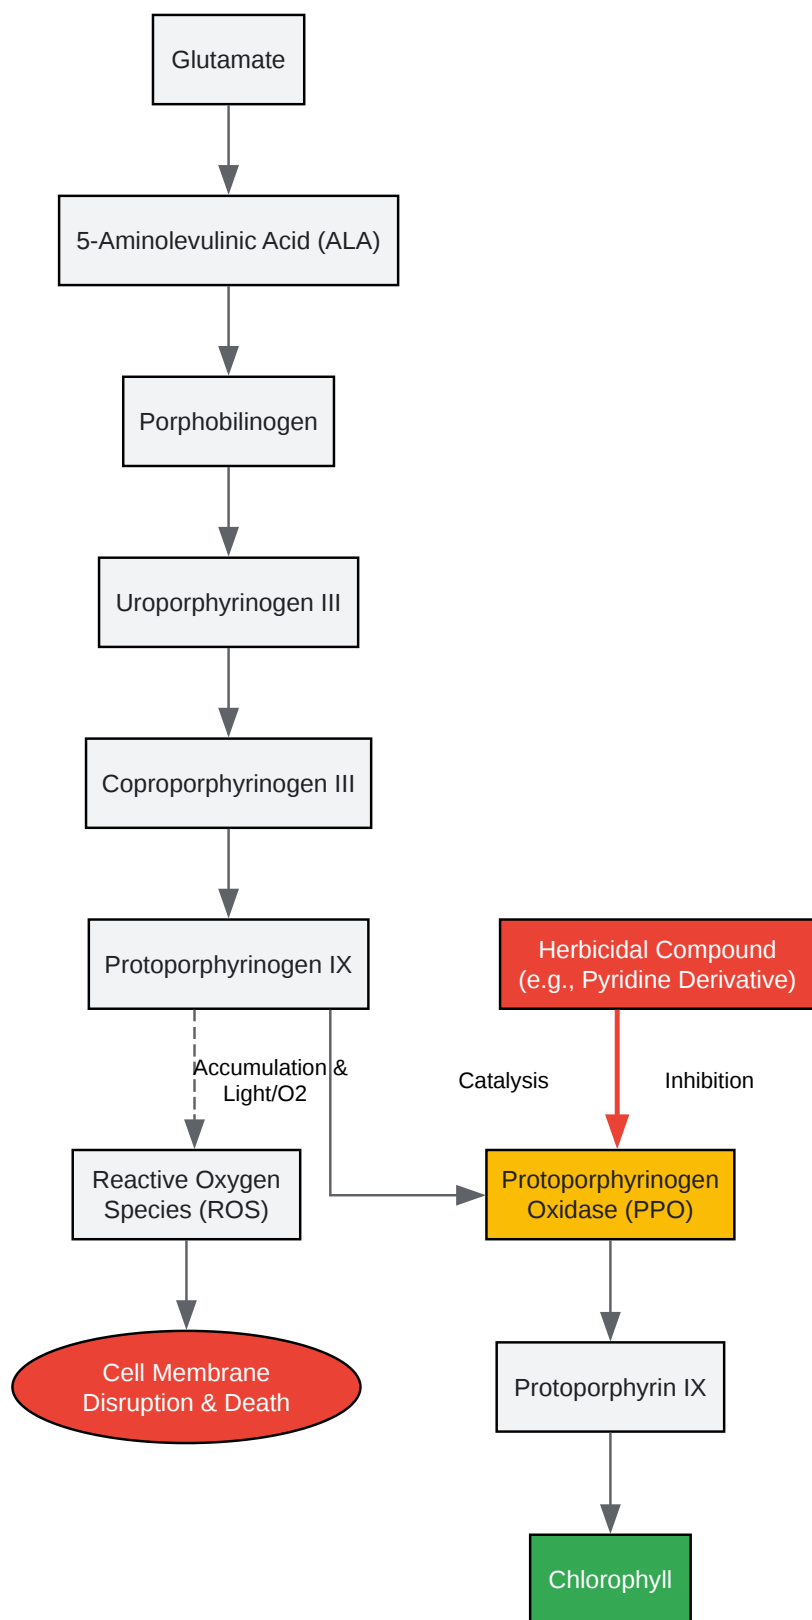 Glutamate
5-Aminolevulinic Acid (ALA)
Porphobilinogen
Uroporphyrinogen III
Coproporphyrinogen III
Protoporphyrinogen IX
Herbicidal Compound
(e.g., Pyridine Derivative)
Accumulation &
Light/O2
Catalysis
Inhibition
Reactive Oxygen
Species (ROS)
Protoporphyrinogen
Oxidase (PPO)
Cell Membrane
Disruption & Death
Protoporphyrin IX
Chlorophyll